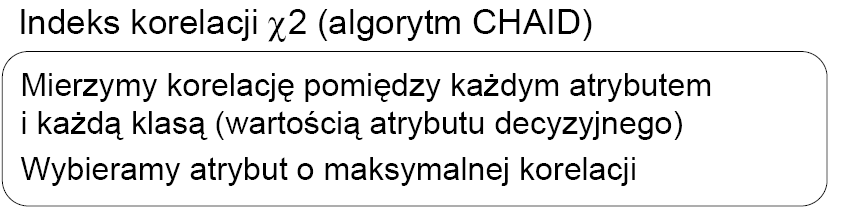 Indeks korelacji χ2 (algorytm CHAID)
Mierzymy korelację pomiędzy każdym atrybutem
i każdą klasą (wartością atrybutu decyzyjnego)
Wybieramy atrybut o maksymalnej korelacji